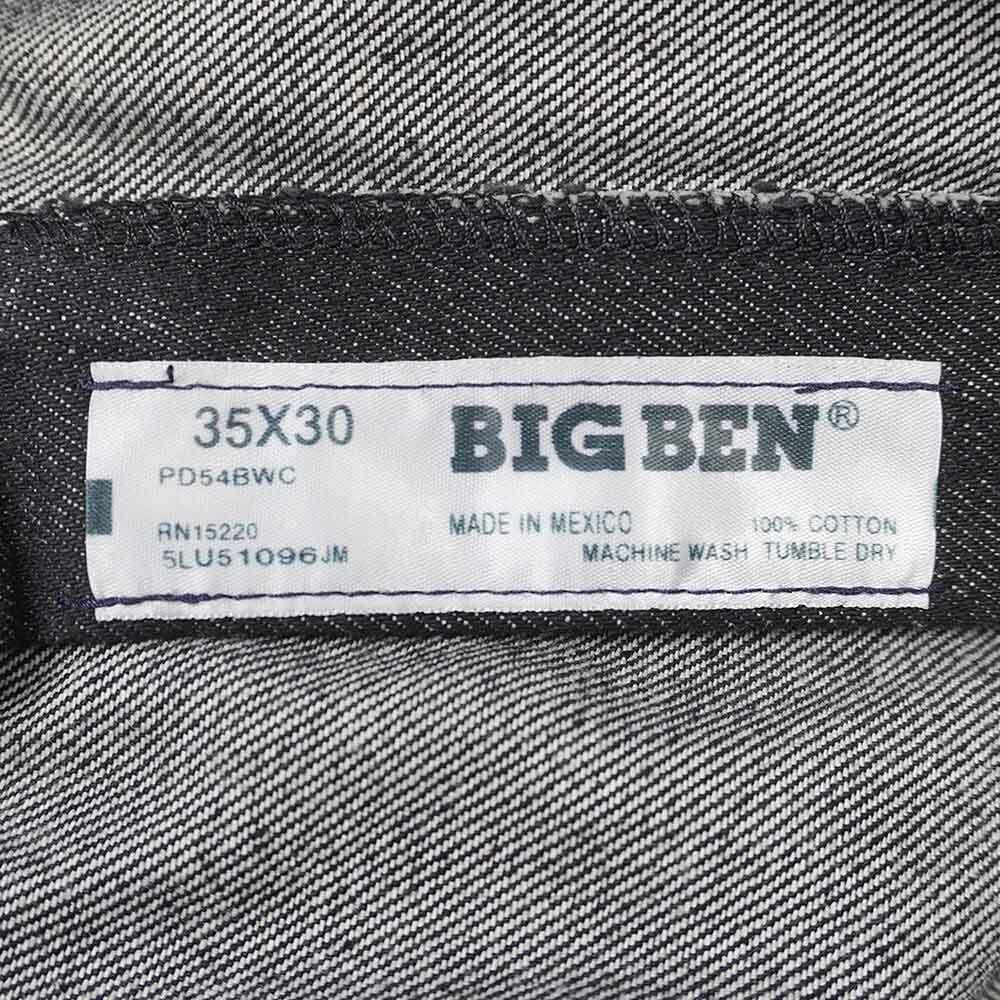 35X30
BIG BEN®
PD54BWC
RN15220
MADE IN MEXICO 100% COTTON
5LU51096JM
MACHINE WASH TUMBLE DRY